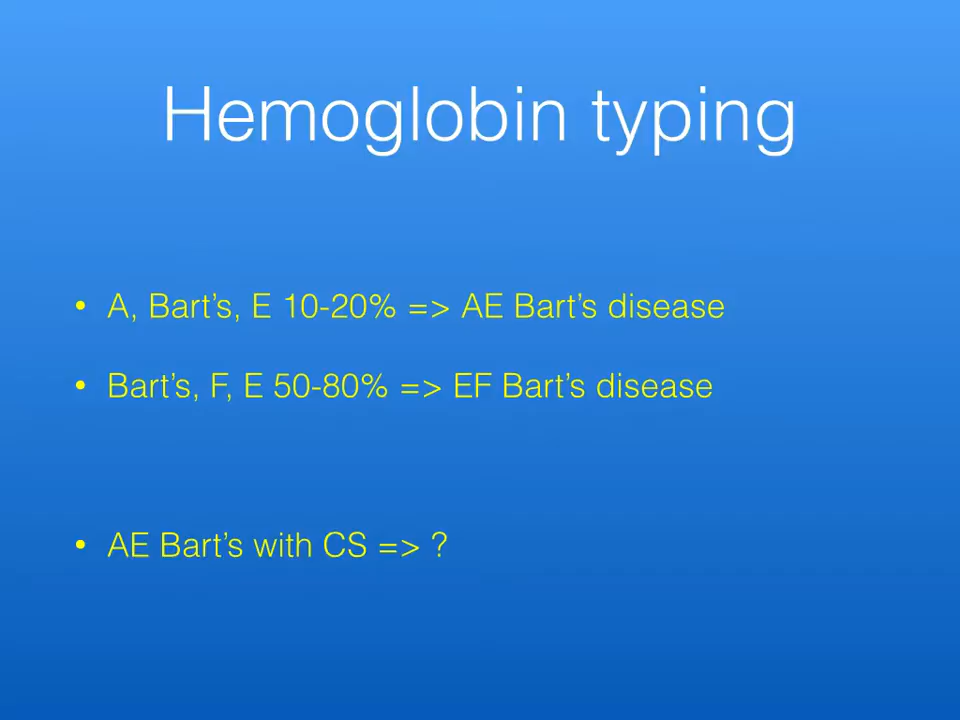 Hemoglobin typing
• A, Bart’s, E 10-20% => AE Bart’s disease
• Bart’s, F, E 50-80% => EF Bart’s disease
• AE Bart’s with CS => ?